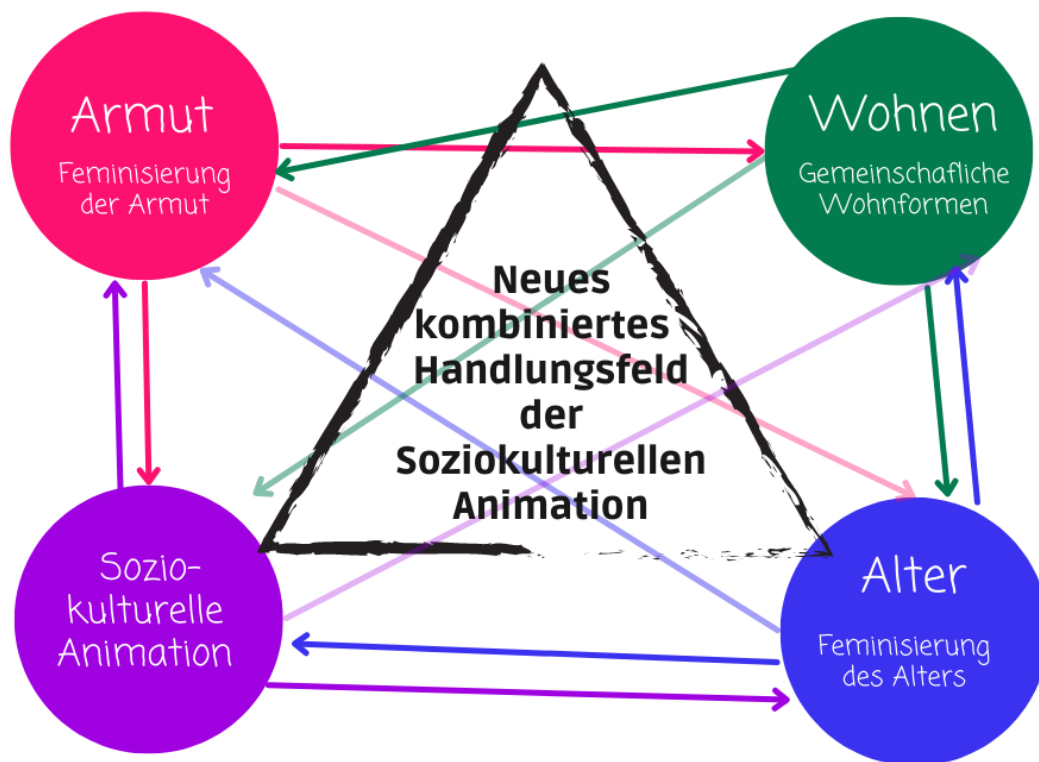 Armut
Feminisierung
der Armut
Wohnen
Gemeinschafliche
Wohnformen
Neues
kombiniertes
Handlungsfeld
der
Soziokulturellen
Animation
Sozio-
kulturelle
Animation
Alter
Feminisierung
des Alters